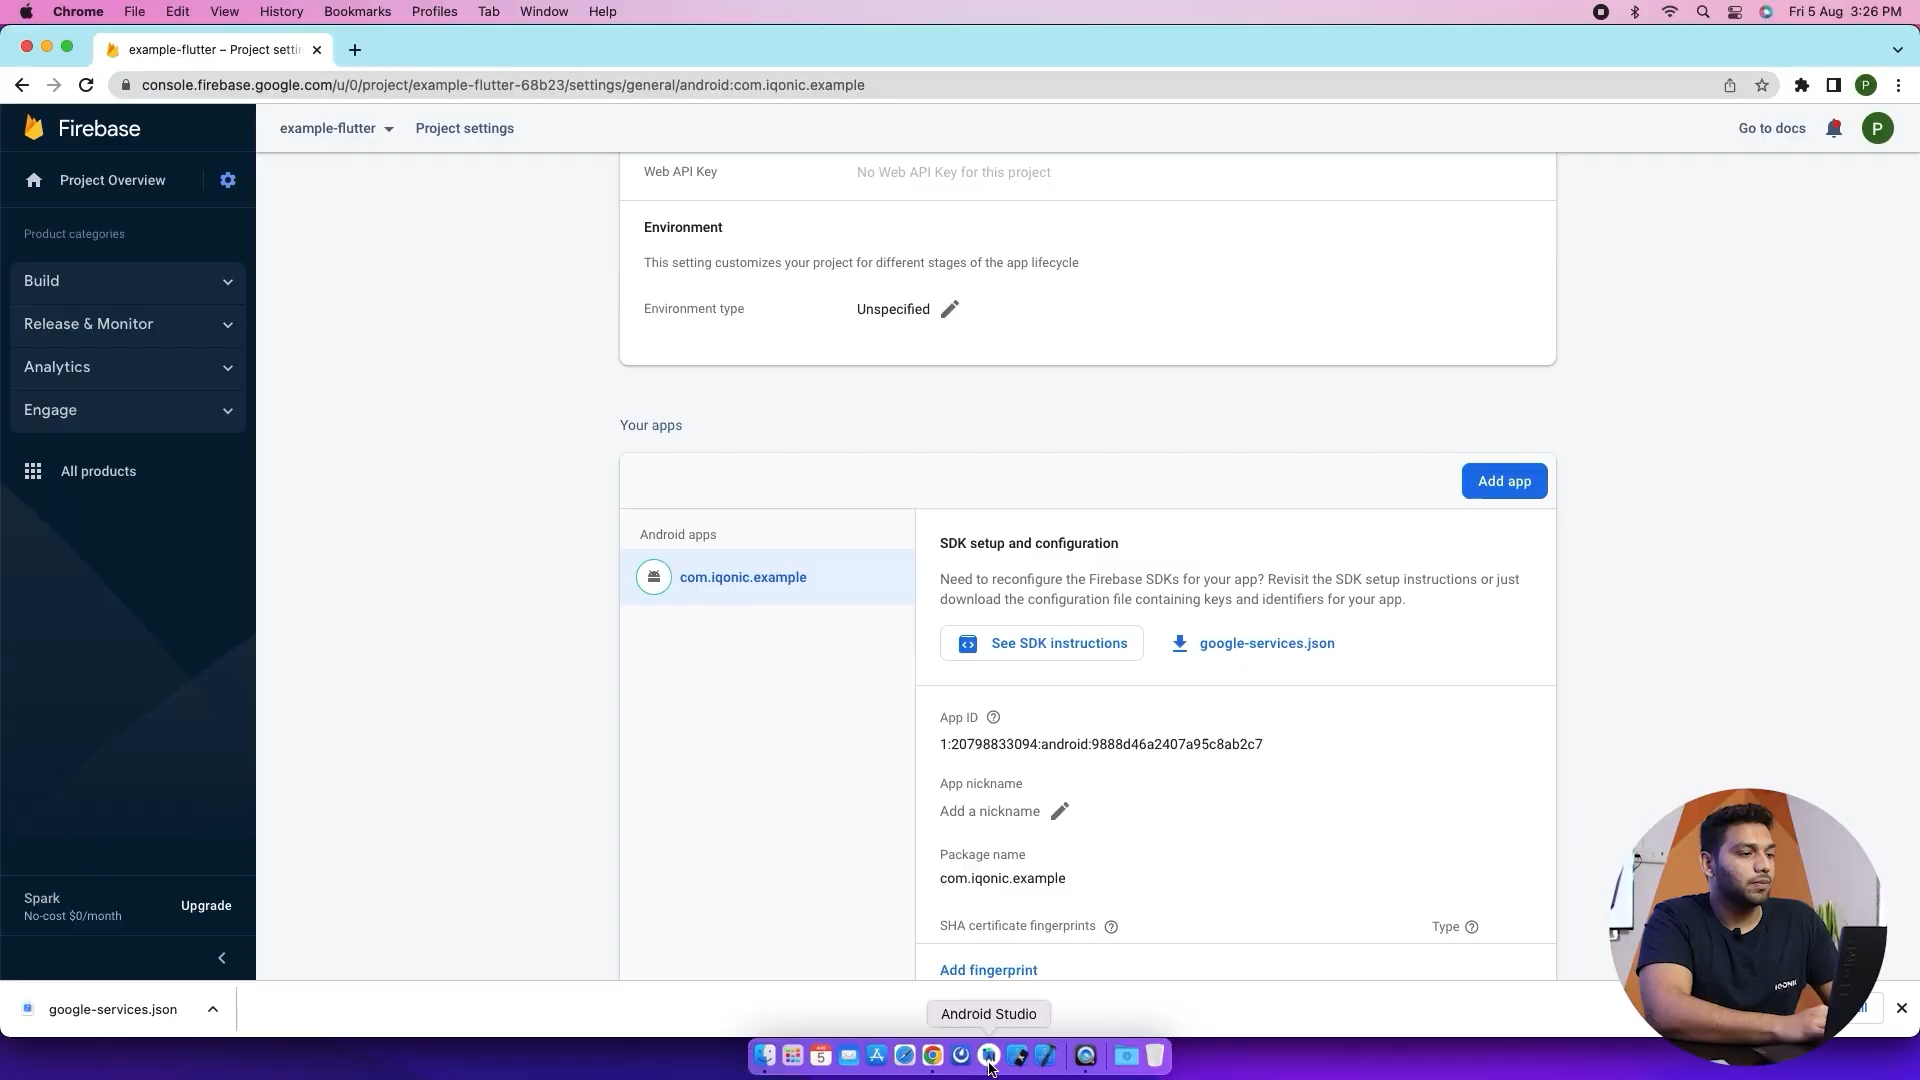 Chrome File Edit View History Bookmarks Profiles Tab Window Help Fri 5 Aug 3:26 PM
example-flutter – Project settin
console.firebase.google.com/u/0/project/example-flutter-68b23/settings/general/android:com.iqonic.example P
Firebase example-flutter Project settings Go to docs P
Project Overview
Product categories
Build
Release & Monitor
Analytics
Engage
All products
Spark
No-cost $0/month
Upgrade
Web API Key No Web API Key for this project
Environment
This setting customizes your project for different stages of the app lifecycle
Environment type Unspecified
Your apps
Add app
Android apps
com.iqonic.example
SDK setup and configuration
Need to reconfigure the Firebase SDKs for your app? Revisit the SDK setup instructions or just
download the configuration file containing keys and identifiers for your app.
See SDK instructions google-services.json
App ID
1:20798833094:android:9888d46a2407a95c8ab2c7
App nickname
Add a nickname
Package name
com.iqonic.example
SHA certificate fingerprints Type
Add fingerprint
IQONIC
google-services.json
Android Studio
5